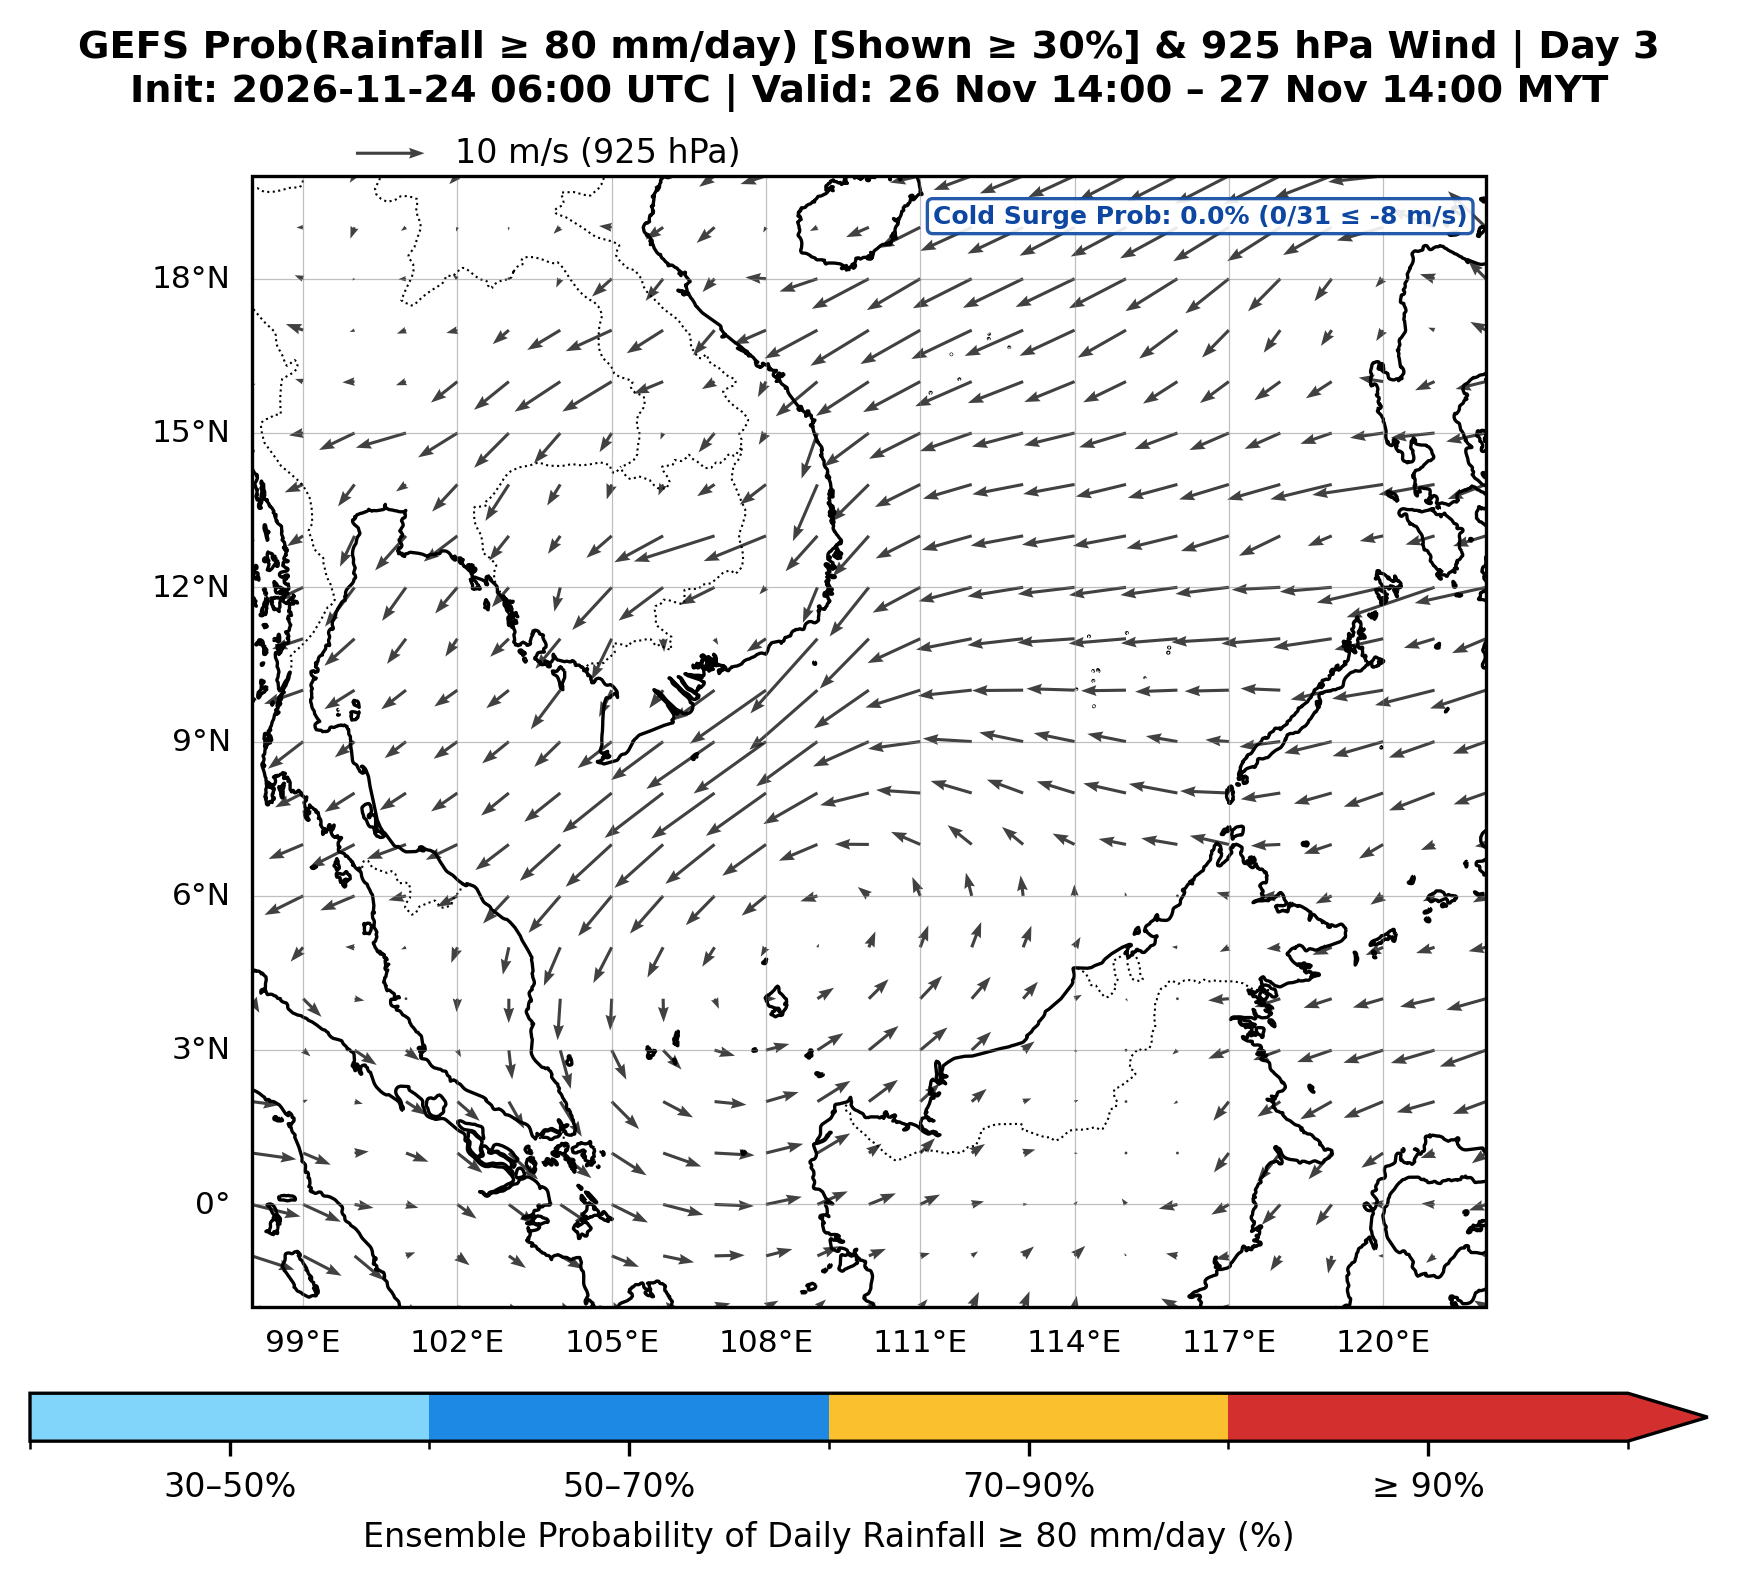 GEFS Prob(Rainfall ≥ 80 mm/day) [Shown ≥ 30%] & 925 hPa Wind | Day 3
Init: 2026-11-24 06:00 UTC | Valid: 26 Nov 14:00 – 27 Nov 14:00 MYT
10 m/s (925 hPa)
Cold Surge Prob: 0.0% (0/31 ≤ -8 m/s)
18°N
15°N
12°N
9°N
6°N
3°N
0°
99°E 102°E 105°E 108°E 111°E 114°E 117°E 120°E
30–50% 50–70% 70–90% ≥ 90%
Ensemble Probability of Daily Rainfall ≥ 80 mm/day (%)